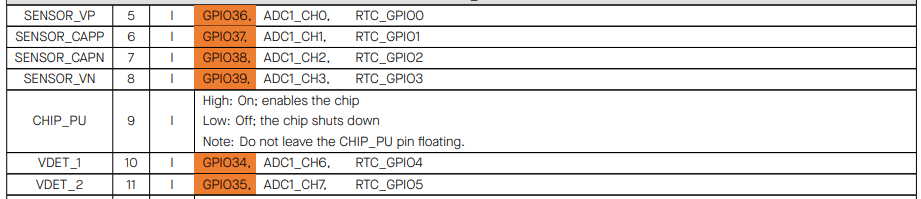 SENSOR_VP 5 I GPIO36, ADC1_CH0, RTC_GPIO0
SENSOR_CAPP 6 I GPIO37, ADC1_CH1, RTC_GPIO1
SENSOR_CAPN 7 I GPIO38, ADC1_CH2, RTC_GPIO2
SENSOR_VN 8 I GPIO39, ADC1_CH3, RTC_GPIO3
High: On; enables the chip
CHIP_PU 9 I Low: Off; the chip shuts down
Note: Do not leave the CHIP_PU pin floating.
VDET_1 10 I GPIO34, ADC1_CH6, RTC_GPIO4
VDET_2 11 I GPIO35, ADC1_CH7, RTC_GPIO5